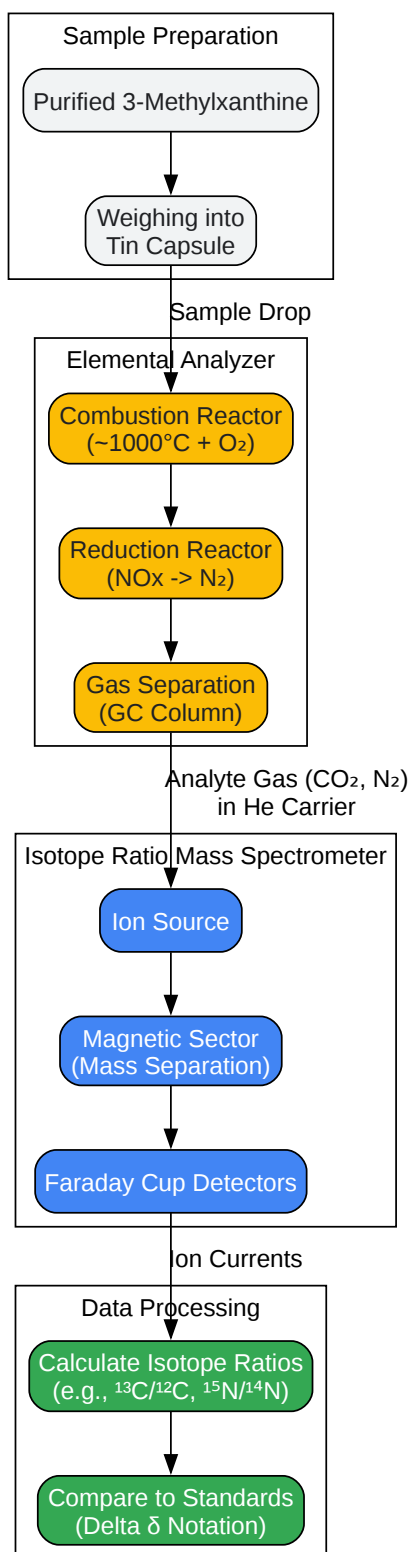 Sample Preparation
Purified 3-Methylxanthine
Weighing into
Tin Capsule
Sample Drop
Elemental Analyzer
Combustion Reactor
(~1000°C + O₂)
Reduction Reactor
(NOx -> N₂)
Gas Separation
(GC Column)
Analyte Gas (CO₂, N₂)
in He Carrier
Isotope Ratio Mass Spectrometer
Ion Source
Magnetic Sector
(Mass Separation)
Faraday Cup Detectors
Ion Currents
Data Processing
Calculate Isotope Ratios
(e.g., ¹³C/¹²C, ¹⁵N/¹⁴N)
Compare to Standards
(Delta δ Notation)